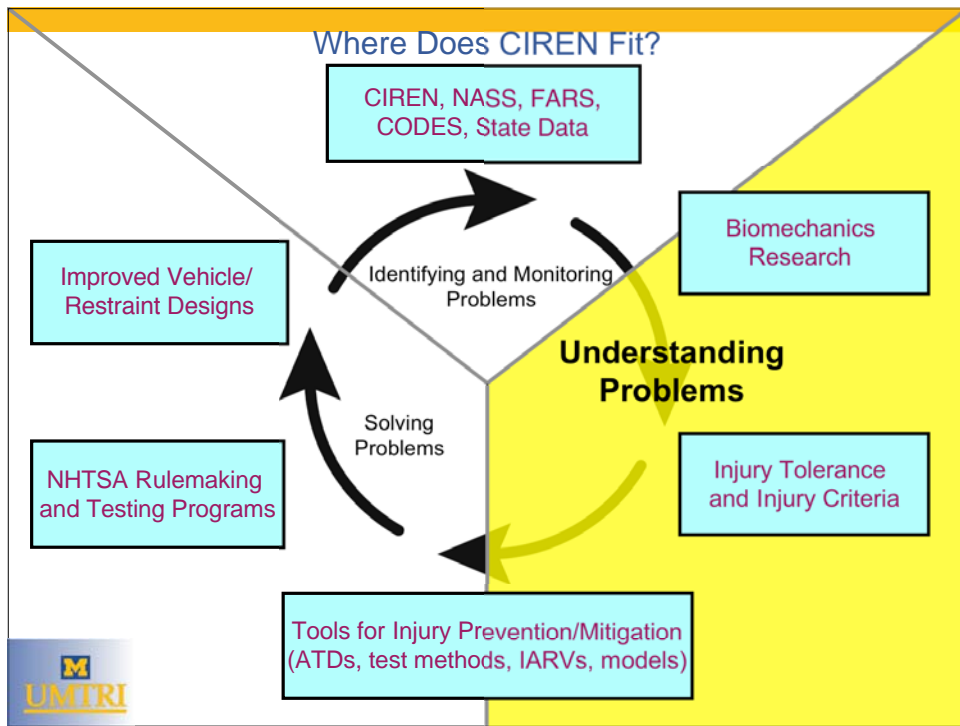 Where Does CIREN Fit?
CIREN, NASS, FARS,
CODES, State Data
Biomechanics
Research
Improved Vehicle/
Restraint Designs
Identifying and Monitoring
Problems
Understanding
Problems
Solving
Problems
NHTSA Rulemaking
and Testing Programs
Injury Tolerance
and Injury Criteria
Tools for Injury Prevention/Mitigation
(ATDs, test methods, IARVs, models)
M
UMTRI